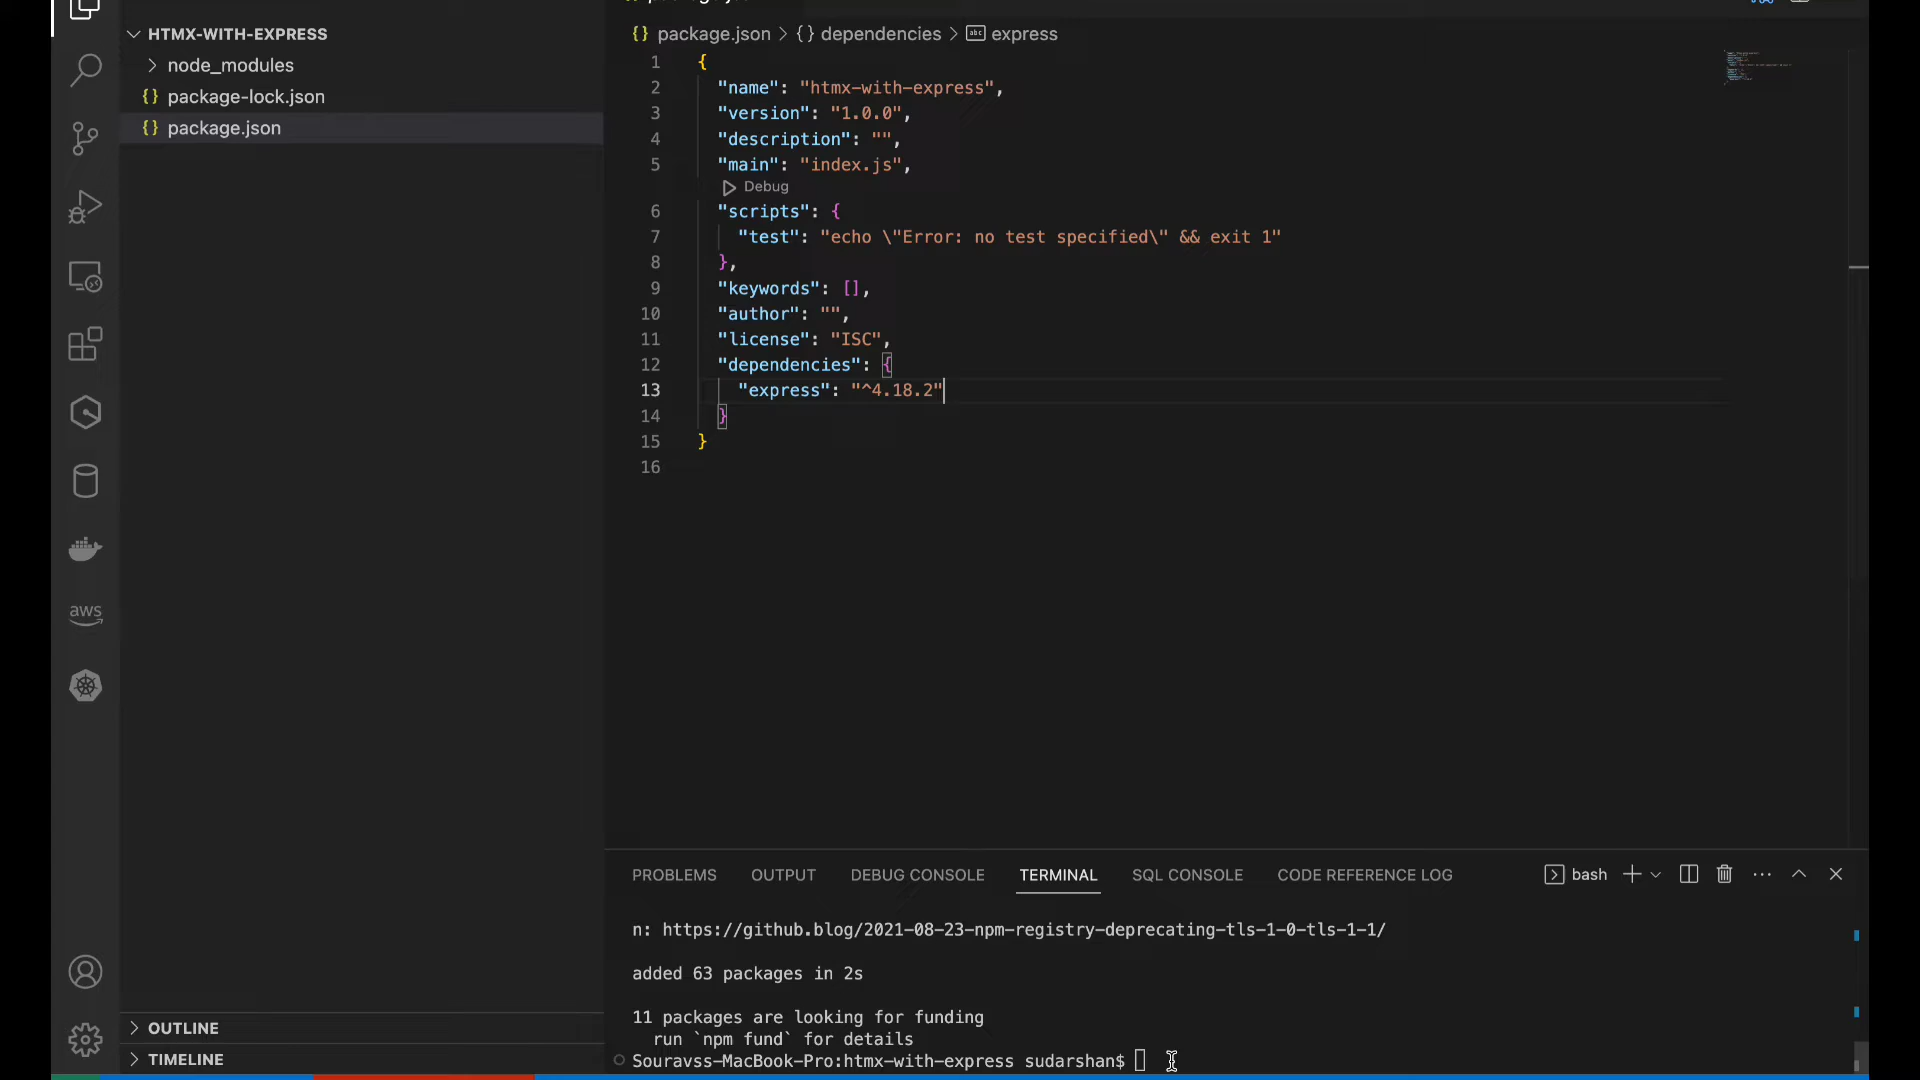 HTMX-WITH-EXPRESS
node_modules
{} package-lock.json
{} package.json
aws
OUTLINE
TIMELINE
{} package.json > {} dependencies > abc express
1 {
2 "name": "htmx-with-express",
3 "version": "1.0.0",
4 "description": "",
5 "main": "index.js",
Debug
6 "scripts": {
7 "test": "echo \"Error: no test specified\" && exit 1"
8 },
9 "keywords": [],
10 "author": "",
11 "license": "ISC",
12 "dependencies": {
13 "express": "^4.18.2"
14 }
15 }
16
PROBLEMS OUTPUT DEBUG CONSOLE TERMINAL SQL CONSOLE CODE REFERENCE LOG bash
n: https://github.blog/2021-08-23-npm-registry-deprecating-tls-1-0-tls-1-1/
added 63 packages in 2s
11 packages are looking for funding
run `npm fund` for details
Souravss-MacBook-Pro:htmx-with-express sudarshan$